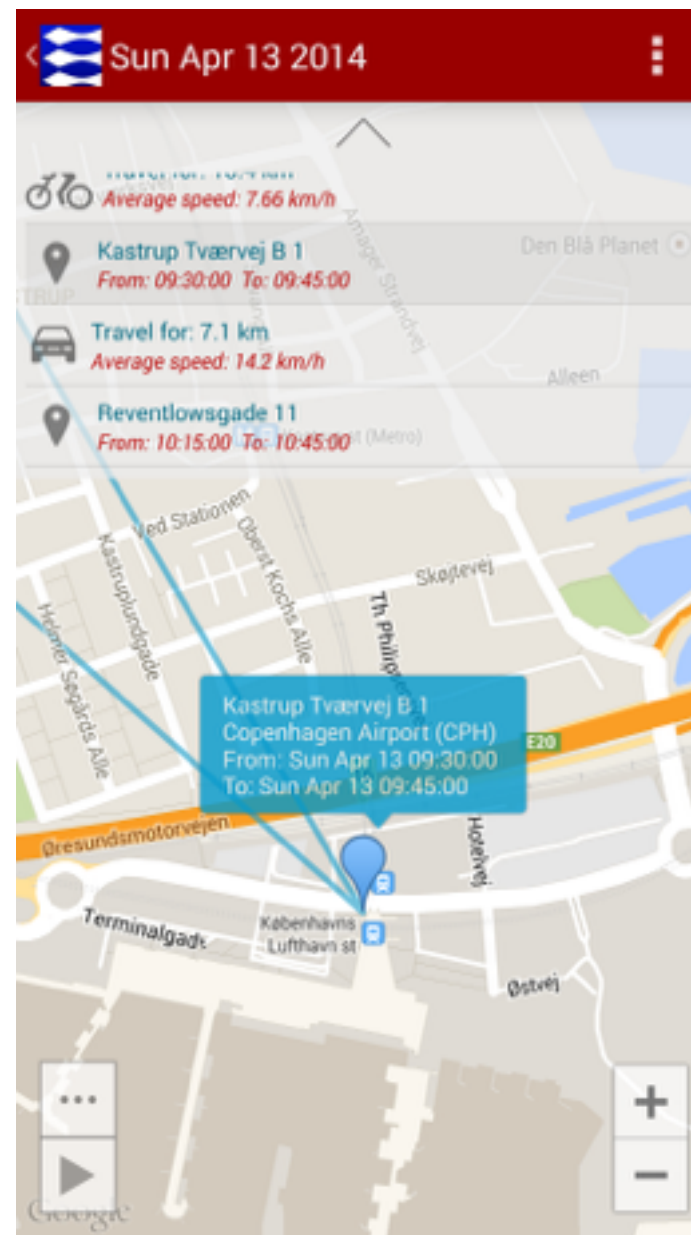 Sun Apr 13 2014
Average speed: 7.66 km/h
Kastrup Tværvej B 1
From: 09:30:00 To: 09:45:00
Den Blå Planet
TRUP
Amager Strandvej
Travel for: 7.1 km
Average speed: 14.2 km/h
Alleen
Reventlowsgade 11
From: 10:15:00 To: 10:45:00
st (Metro)
Ved Stationen
Oberst Kochs Alle
Kastruplundgade
Skøjtevej
Hejmer Søgårds Alle
Kastrup Tværvej B 1
Copenhagen Airport (CPH)
From: Sun Apr 13 09:30:00
To: Sun Apr 13 09:45:00
E20
Øresundsmotorvejen
Hotelvej
Terminalgade
Københavns
Lufthavn st
Østvej
Google